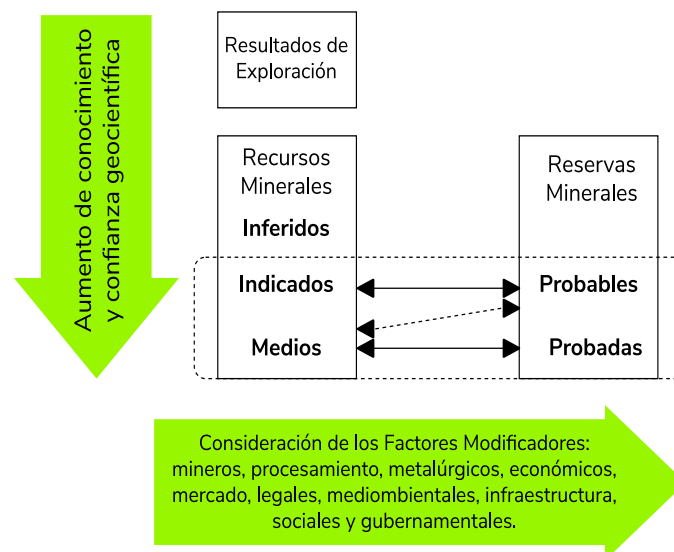 Aumento de conocimiento
y confianza geocientífica
Resultados de
Exploración
Recursos
Minerales
Inferidos
Indicados
Medios
Reservas
Minerales
Probables
Probadas
Consideración de los Factores Modificadores:
mineros, procesamiento, metalúrgicos, económicos,
mercado, legales, mediombientales, infraestructura,
sociales y gubernamentales.